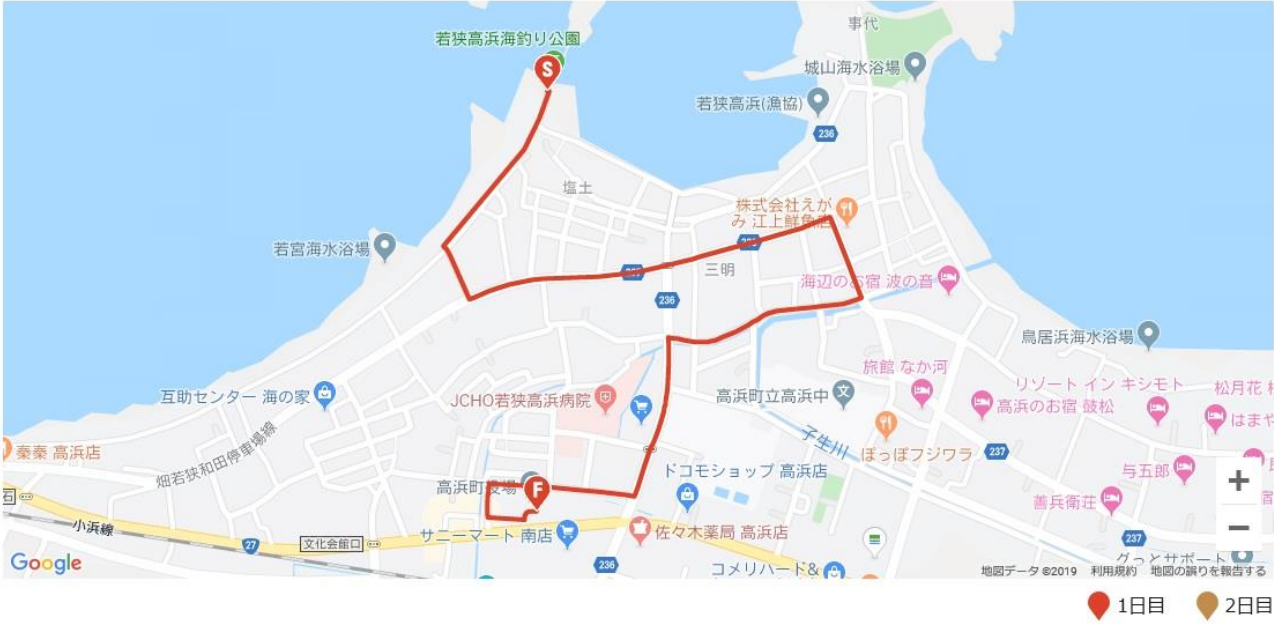 事代
若狭高浜海釣り公園
S
城山海水浴場
若狭高浜(漁協)
236
塩土
株式会社えが
み 江上鮮魚店
若宮海水浴場
三明
海辺のお宿 波の音
236
鳥居浜海水浴場
旅館 なか河
リゾート イン キシモト
松月花
互助センター 海の家
JCHO若狭高浜病院
高浜町立高浜中
高浜のお宿 鼓松
はまや
子生川
ぽっぽフジワラ
237
秦秦 高浜店
畑若狭和田停車場線
ドコモショップ 高浜店
与五郎
高浜町役場
F
善兵衛荘
石
小浜線
27
文化会館口
サニーマート 南店
佐々木薬局 高浜店
237
236
コメリハード&
ぐっとサポート
Google
地図データ ©2019 利用規約 地図の誤りを報告する
+
−
1日目 2日目